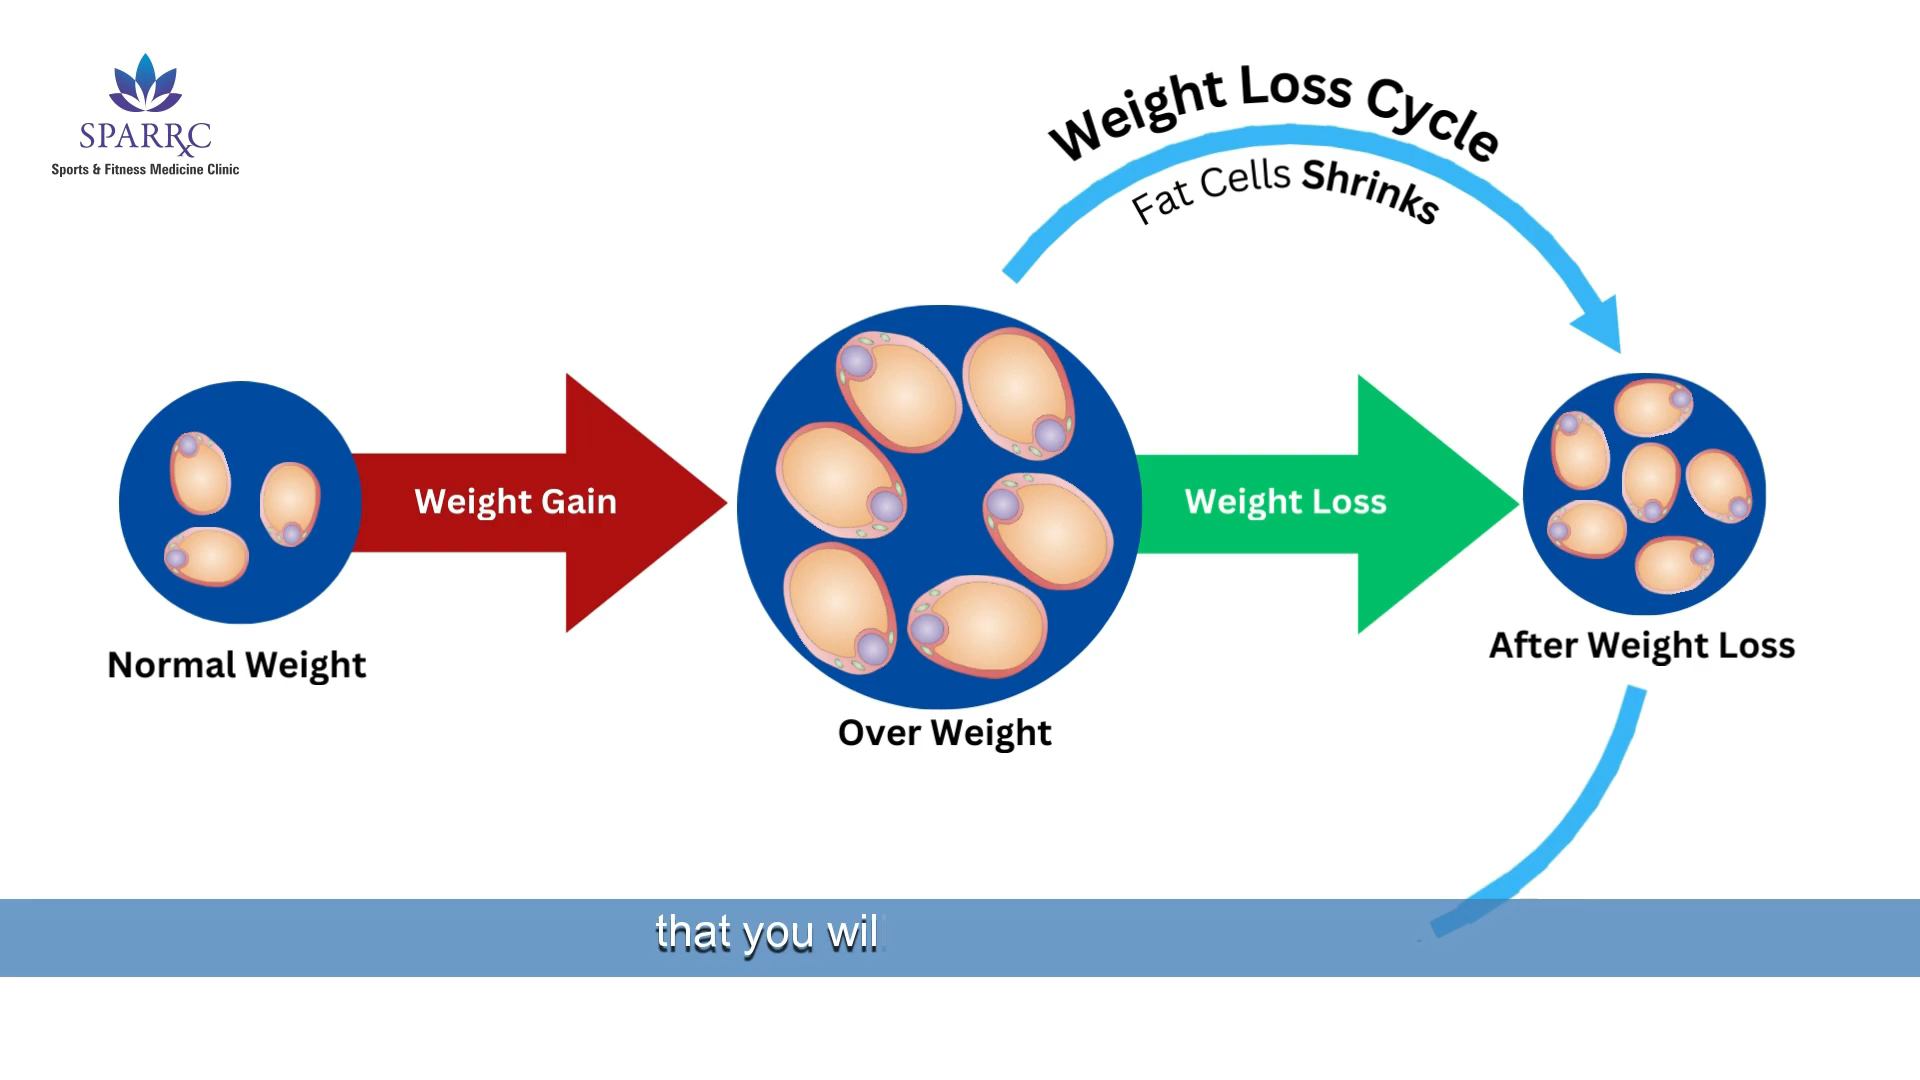 SPARRC
Sports & Fitness Medicine Clinic
Weight Loss Cycle
Fat Cells Shrinks
Weight Gain
Weight Loss
Normal Weight
After Weight Loss
Over Weight
that you wil